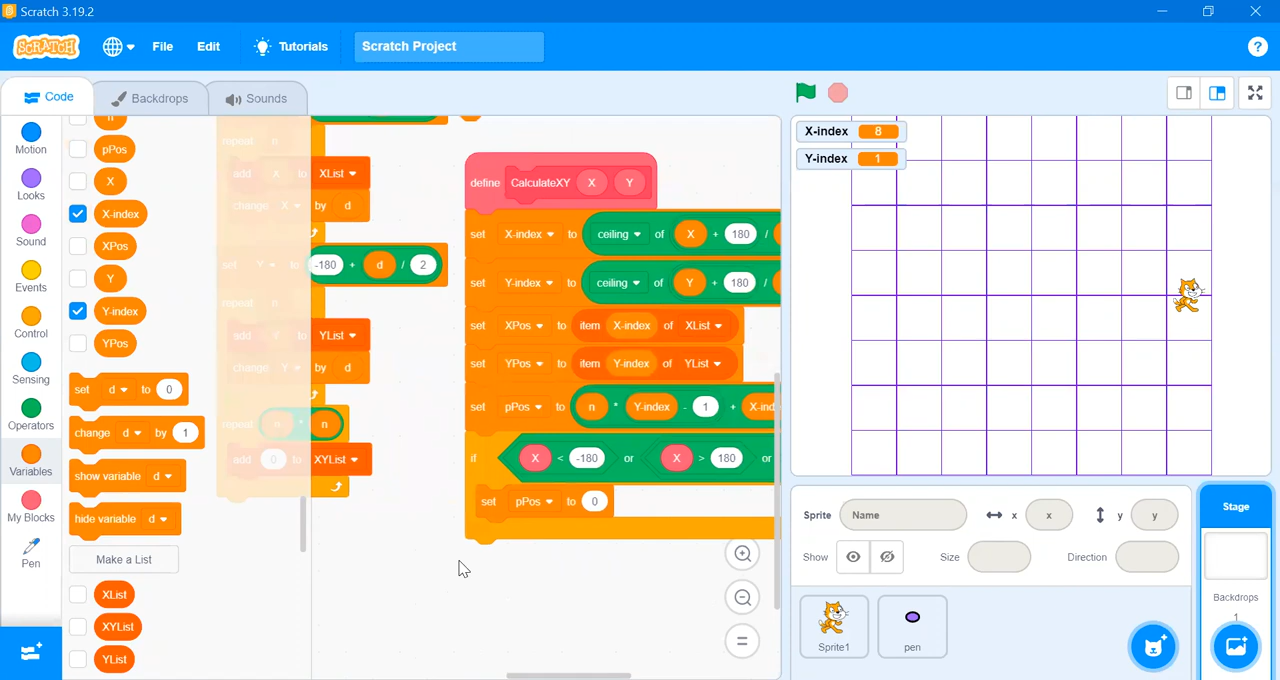 Scratch 3.19.2
SCRATCH File Edit Tutorials Scratch Project ?
Code Backdrops Sounds
Motion
Looks
Sound
Events
Control
Sensing
Operators
Variables
My Blocks
Pen
n
pPos
X
X-index
XPos
Y
Y-index
YPos
set d to 0
change d by 1
show variable d
hide variable d
Make a List
XList
XYList
YList
repeat n
add X to XList
change X by d
set Y to -180 + d / 2
repeat n
add Y to YList
change Y by d
repeat n * n
add 0 to XYList
define CalculateXY X Y
set X-index to ceiling of X + 180 /
set Y-index to ceiling of Y + 180 /
set XPos to item X-index of XList
set YPos to item Y-index of YList
set pPos to n * Y-index - 1 + X-ind
if X < -180 or X > 180 or
set pPos to 0
X-index 8
Y-index 1
Sprite Name x x y y
Show Size Direction
Sprite1 pen
Stage
Backdrops
1